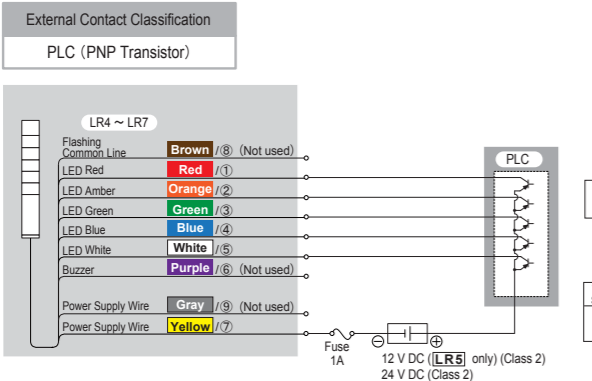 External Contact Classification
PLC (PNP Transistor)
LR4 ~ LR7
Flashing
Common Line
Brown /⑧ (Not used)
LED Red
Red /①
LED Amber
Orange /②
LED Green
Green /③
LED Blue
Blue /④
LED White
White /⑤
Buzzer
Purple /⑥ (Not used)
Power Supply Wire
Gray /⑨ (Not used)
Power Supply Wire
Yellow /⑦
PLC
Fuse
1A
⊖ ⊕
12 V DC (LR5 only) (Class 2)
24 V DC (Class 2)